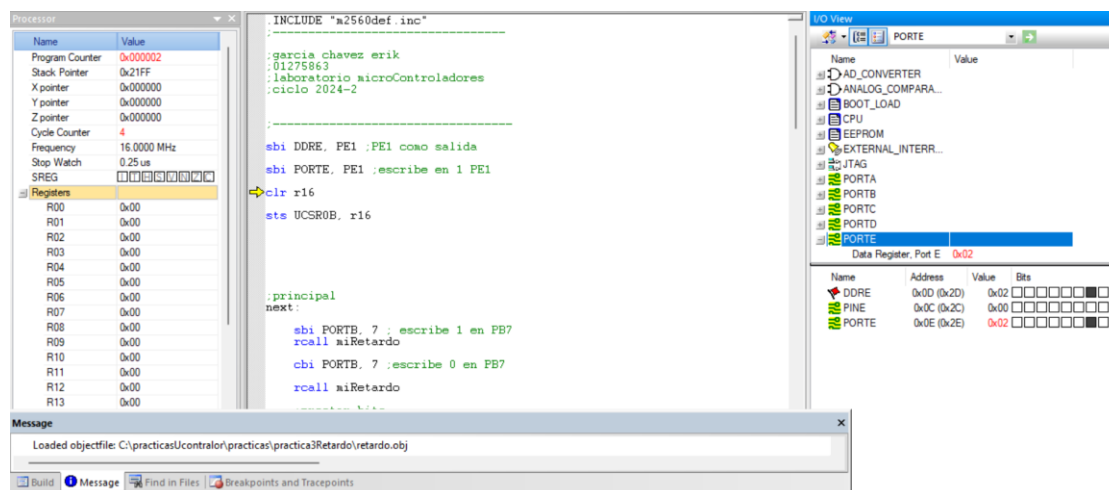 Processor
Name Value
Program Counter 0x000002
Stack Pointer 0x21FF
X pointer 0x000000
Y pointer 0x000000
Z pointer 0x000000
Cycle Counter 4
Frequency 16.0000 MHz
Stop Watch 0.25 us
SREG I T H S V N Z C
Registers
R00 0x00
R01 0x00
R02 0x00
R03 0x00
R04 0x00
R05 0x00
R06 0x00
R07 0x00
R08 0x00
R09 0x00
R10 0x00
R11 0x00
R12 0x00
R13 0x00
.INCLUDE "m2560def.inc"
;---------------------------------
;garcia chavez erik
;01275863
;laboratorio microControladores
;ciclo 2024-2
;----------------------------------
sbi DDRE, PE1 ;PE1 como salida
sbi PORTE, PE1 ;escribe en 1 PE1
clr r16
sts UCSR0B, r16
;principal
next:
sbi PORTB, 7 ; escribe 1 en PB7
rcall miRetardo
cbi PORTB, 7 ;escribe 0 en PB7
rcall miRetardo
I/O View
PORTE
Name Value
AD_CONVERTER
ANALOG_COMPARA...
BOOT_LOAD
CPU
EEPROM
EXTERNAL_INTERR...
JTAG
PORTA
PORTB
PORTC
PORTD
PORTE
Data Register, Port E 0x02
Name Address Value Bits
DDRE 0x0D (0x2D) 0x02
PINE 0x0C (0x2C) 0x00
PORTE 0x0E (0x2E) 0x02
Message
Loaded objectfile: C:\practicasUcontralor\practicas\practica3Retardo\retardo.obj
Build Message Find in Files Breakpoints and Tracepoints